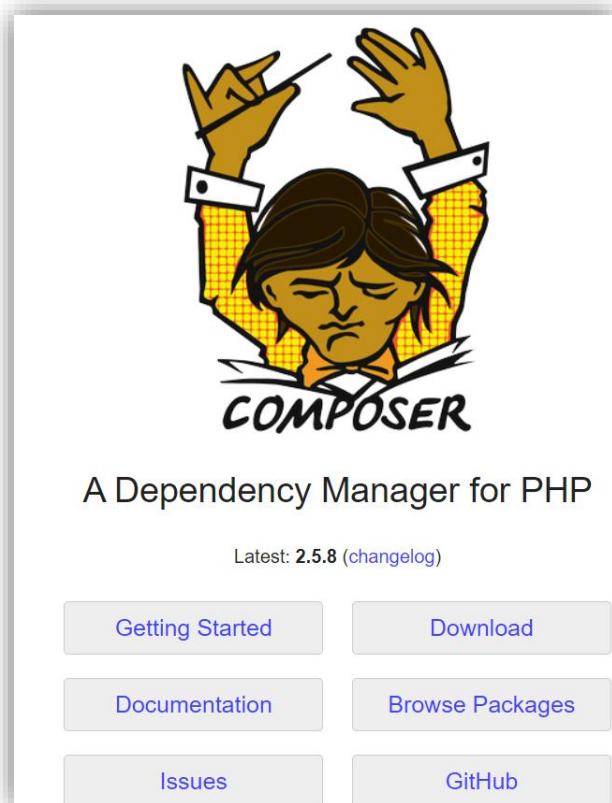 COMPOSER
A Dependency Manager for PHP
Latest: 2.5.8 (changelog)
Getting Started
Download
Documentation
Browse Packages
Issues
GitHub